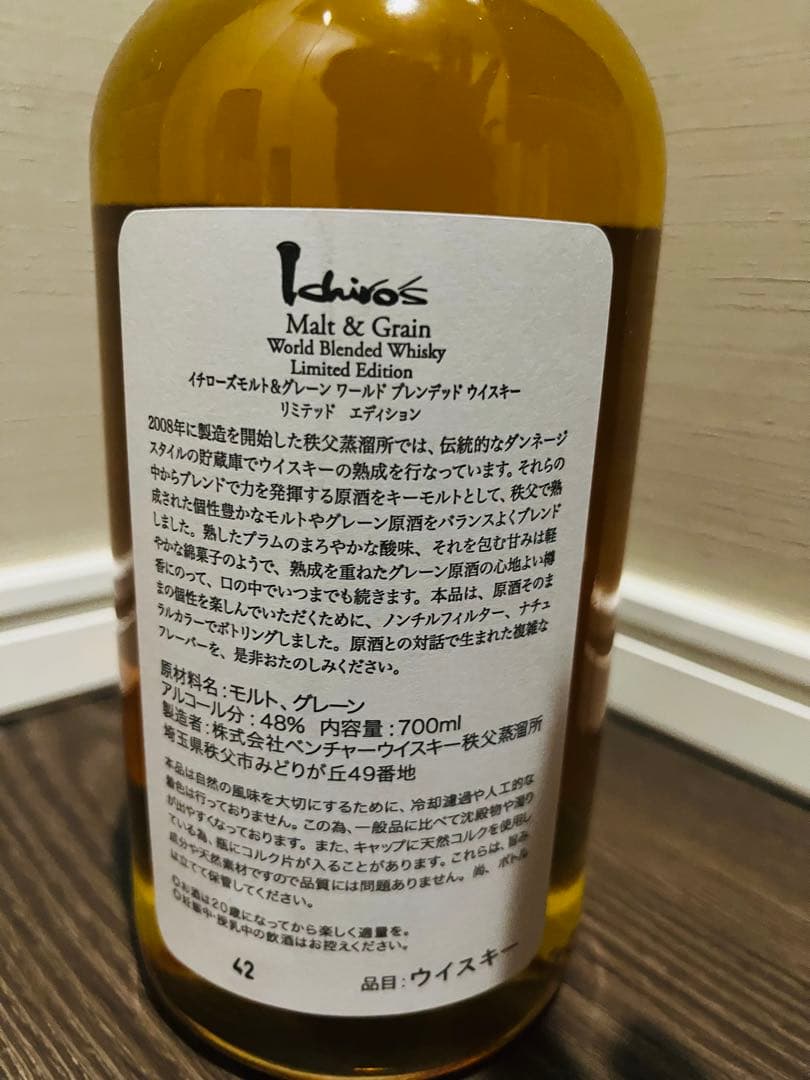 Ichiro's
Malt & Grain
World Blended Whisky
Limited Edition
イチローズモルト&グレーン ワールド ブレンデッド ウイスキー
リミテッド エディション
2008年に製造を開始した秩父蒸溜所では、伝統的なダンネージ
スタイルの貯蔵庫でウイスキーの熟成を行なっています。それらの
中からブレンドで力を発揮する原酒をキーモルトとして、秩父で熟
成された個性豊かなモルトやグレーン原酒をバランスよくブレンド
しました。熟したプラムのまろやかな酸味、それを包む甘みは軽
やかな綿菓子のようで、熟成を重ねたグレーン原酒の心地よい樽
香にのって、口の中でいつまでも続きます。本品は、原酒そのま
まの個性を楽しんでいただくために、ノンチルフィルター、ナチュ
ラルカラーでボトリングしました。原酒との対話で生まれた複雑な
フレーバーを、是非おたのしみください。
原材料名:モルト、グレーン
アルコール分:48% 内容量:700ml
製造者:株式会社ベンチャーウイスキー秩父蒸溜所
埼玉県秩父市みどりが丘49番地
本品は自然の風味を大切にするために、冷却濾過や人工的な
着色は行っておりません。この為、一般品に比べて沈殿物や濁り
が出やすくなっております。また、キャップに天然コルクを使用し
ている為、瓶にコルク片が入ることがあります。これらは、旨み
成分や天然素材ですので品質には問題ありません。尚、ボトル
は立てて保管してください。
◎お酒は20歳になってから楽しく適量を。
◎妊娠中・授乳中の飲酒はお控えください。
42
品目:ウイスキー